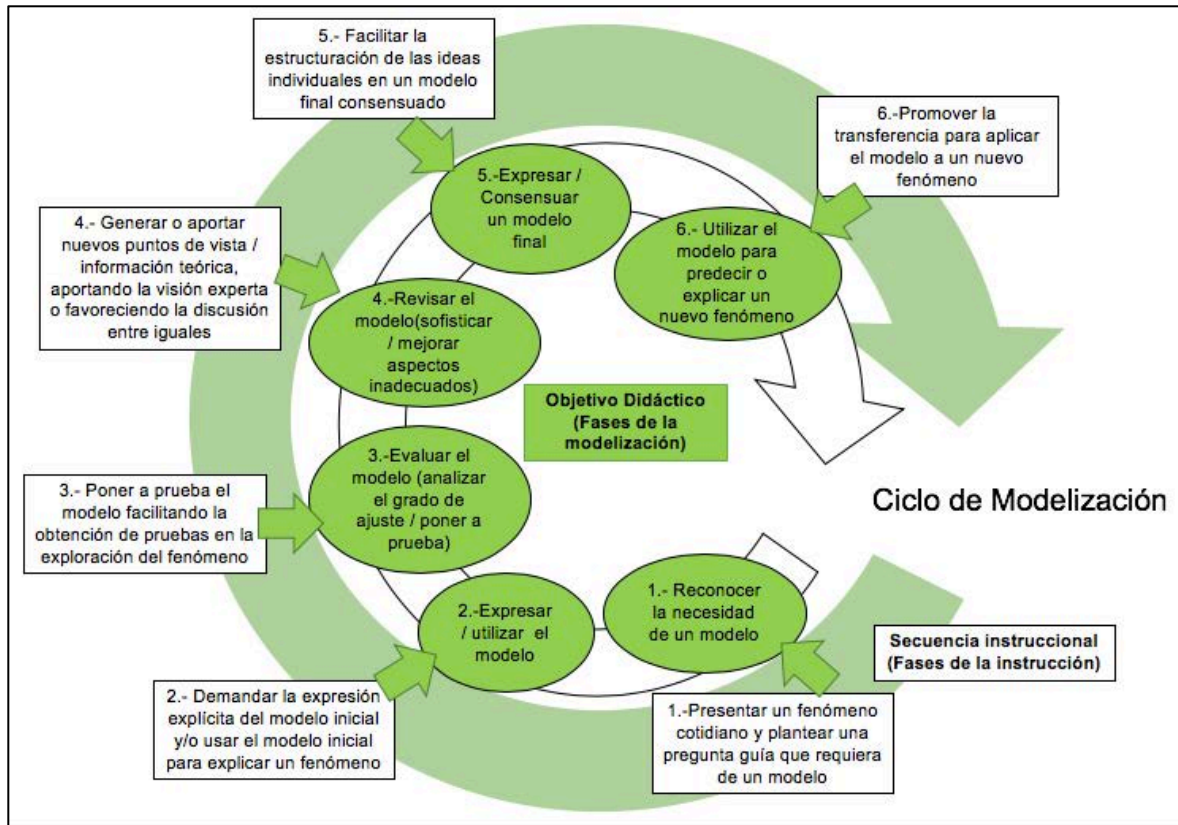 5.- Facilitar la
estructuración de las ideas
individuales en un modelo
final consensuado
6.-Promover la
transferencia para aplicar
el modelo a un nuevo
fenómeno
5.-Expresar /
Consensuar
un modelo
final
4.- Generar o aportar
nuevos puntos de vista /
información teórica,
aportando la visión experta
o favoreciendo la discusión
entre iguales
6.- Utilizar el
modelo para
predecir o
explicar un
nuevo fenómeno
4.-Revisar el
modelo(sofisticar
/ mejorar
aspectos
inadecuados)
Objetivo Didáctico
(Fases de la
modelización)
3.-Evaluar el
modelo (analizar
el grado de
ajuste / poner a
prueba)
3.- Poner a prueba el
modelo facilitando la
obtención de pruebas en la
exploración del fenómeno
Ciclo de Modelización
2.-Expresar
/ utilizar el
modelo
1.- Reconocer
la necesidad
de un modelo
Secuencia instruccional
(Fases de la instrucción)
2.- Demandar la expresión
explícita del modelo inicial
y/o usar el modelo inicial
para explicar un fenómeno
1.-Presentar un fenómeno
cotidiano y plantear una
pregunta guía que requiera
de un modelo